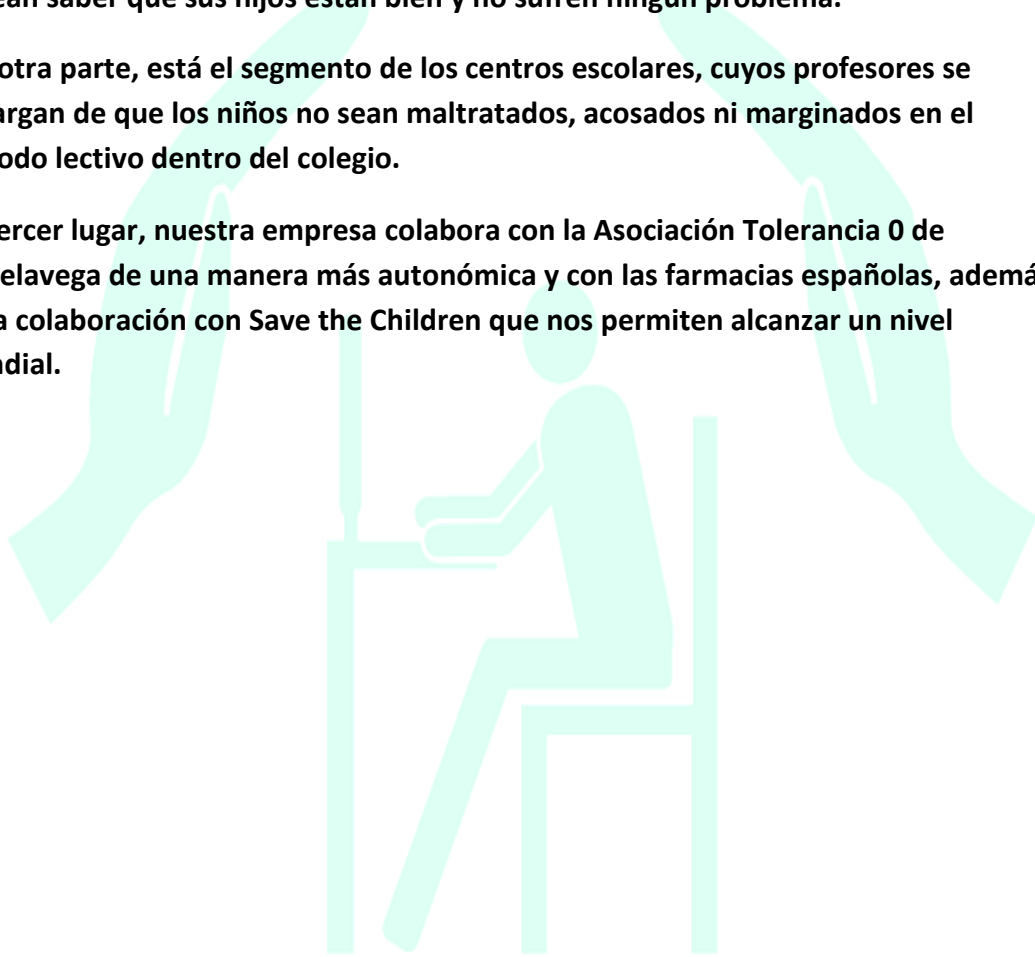 ean saber que sus hijos están bien y no sufren ningún problema.
otra parte, está el segmento de los centros escolares, cuyos profesores se
argan de que los niños no sean maltratados, acosados ni marginados en el
odo lectivo dentro del colegio.
ercer lugar, nuestra empresa colabora con la Asociación Tolerancia 0 de
elavega de una manera más autonómica y con las farmacias españolas, ademá
a colaboración con Save the Children que nos permiten alcanzar un nivel
dial.